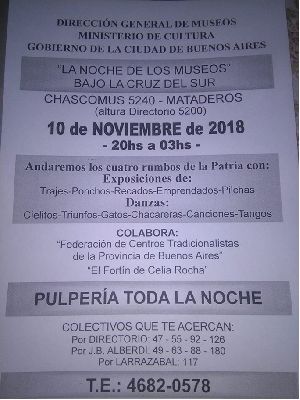 DIRECCIÓN GENERAL DE MUSEOS
MINISTERIO DE CULTURA
GOBIERNO DE LA CIUDAD DE BUENOS AIRES
"LA NOCHE DE LOS MUSEOS"
BAJO LA CRUZ DEL SUR
CHASCOMUS 5240 - MATADEROS
(altura Directorio 5200)
10 de NOVIEMBRE de 2018
- 20hs a 03hs -
Andaremos los cuatro rumbos de la Patria con:
Exposiciones de:
Trajes-Ponchos-Recados-Emprendados-Pilchas
Danzas:
Cielitos-Triunfos-Gatos-Chacareras-Canciones-Tangos
COLABORA:
"Federación de Centros Tradicionalistas
de la Provincia de Buenos Aires"
"El Fortín de Celia Rocha"
PULPERÍA TODA LA NOCHE
COLECTIVOS QUE TE ACERCAN:
Por DIRECTORIO: 47 - 55 - 92 - 126
Por J.B. ALBERDI: 49 - 63 - 88 - 180
Por LARRAZABAL: 117
T.E.: 4682-0578